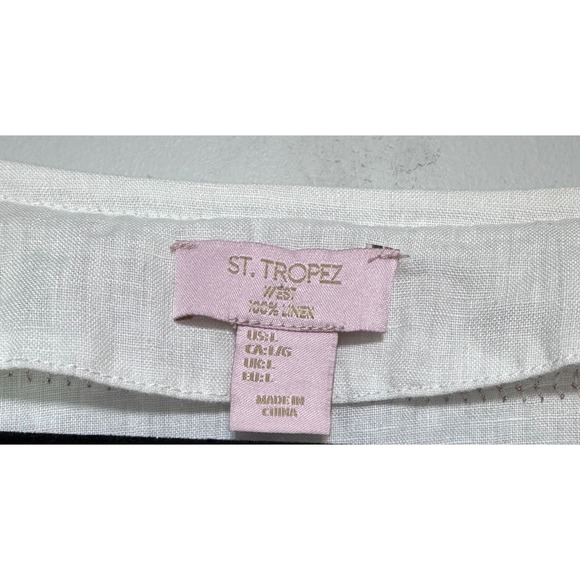 ST. TROPEZ
WEST
100% LINEN
US:L
CA:L/G
UK:L
EU:L
MADE IN
CHINA